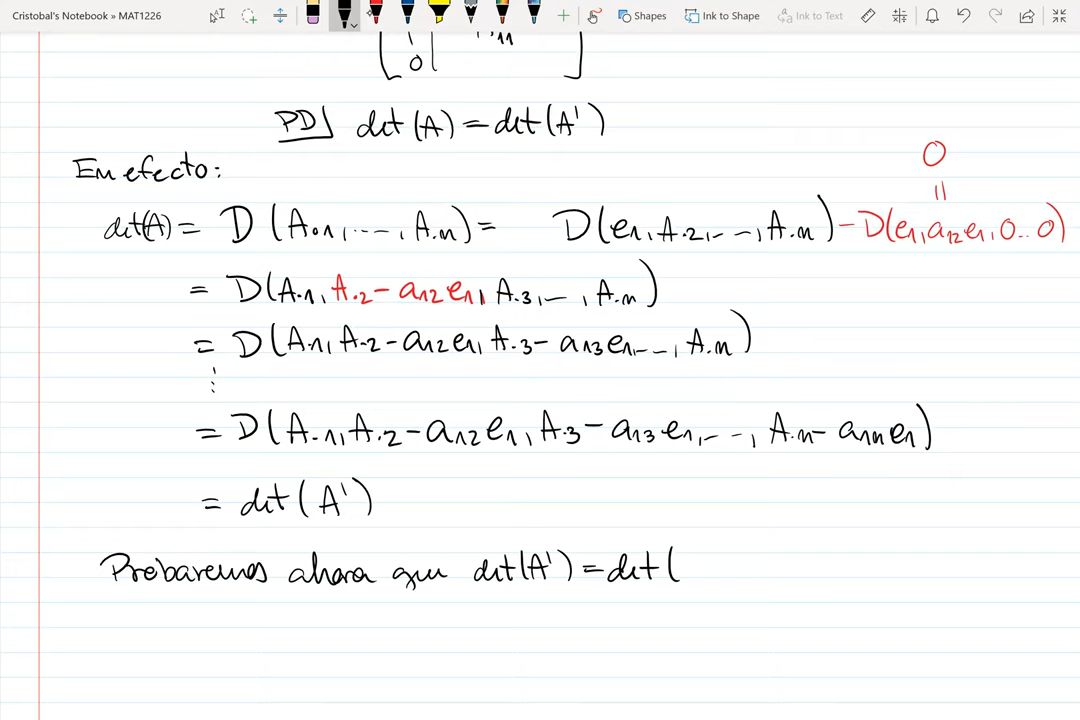 Cristobal's Notebook » MAT1226
Shapes
Ink to Shape
Ink to Text
0
PD/ det(A) = det(A')
En efecto:
0
=
det(A) = D(A.1, ..., A.n) = D(e1, A.2, ..., A.n) - D(e1, a12e1, 0...0)
= D(A.1, A.2 - a12e1, A.3, ..., A.n)
= D(A.1, A.2 - a12e1, A.3 - a13e1, ..., A.n)
⋮
= D(A.1, A.2 - a12e1, A.3 - a13e1, ..., A.n - a1ne1)
= det(A')
Probaremos ahora que det(A') = det(